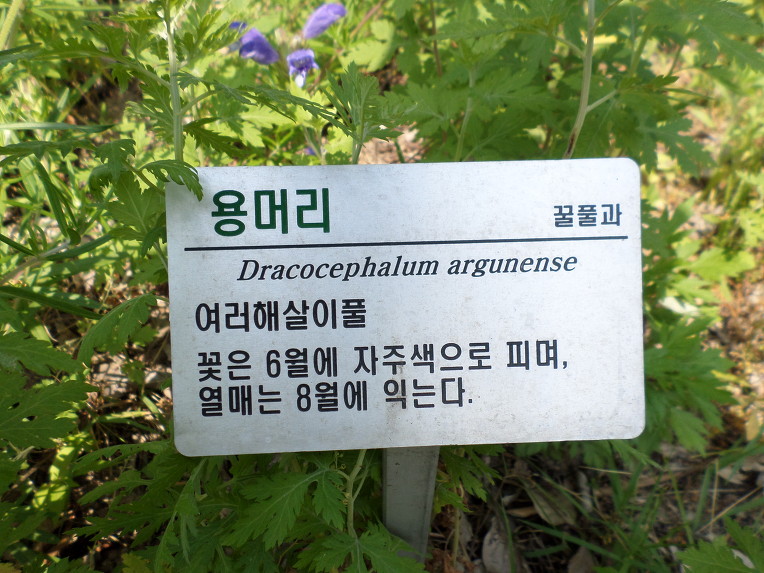 용머리 꿀풀과
Dracocephalum argunense
여러해살이풀
꽃은 6월에 자주색으로 피며,
열매는 8월에 익는다.